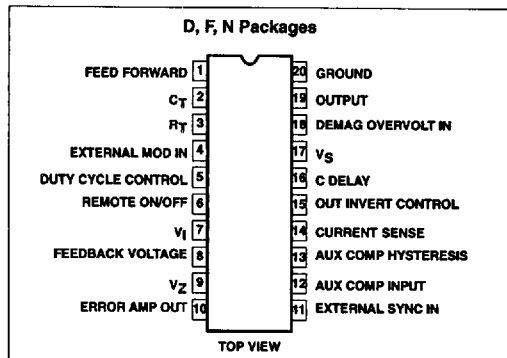 D, F, N Packages
FEED FORWARD 1 20 GROUND
CT 2 19 OUTPUT
RT 3 18 DEMAG OVERVOLT IN
EXTERNAL MOD IN 4 17 VS
DUTY CYCLE CONTROL 5 16 C DELAY
REMOTE ON/OFF 6 15 OUT INVERT CONTROL
VI 7 14 CURRENT SENSE
FEEDBACK VOLTAGE 8 13 AUX COMP HYSTERESIS
VZ 9 12 AUX COMP INPUT
ERROR AMP OUT 10 11 EXTERNAL SYNC IN
TOP VIEW